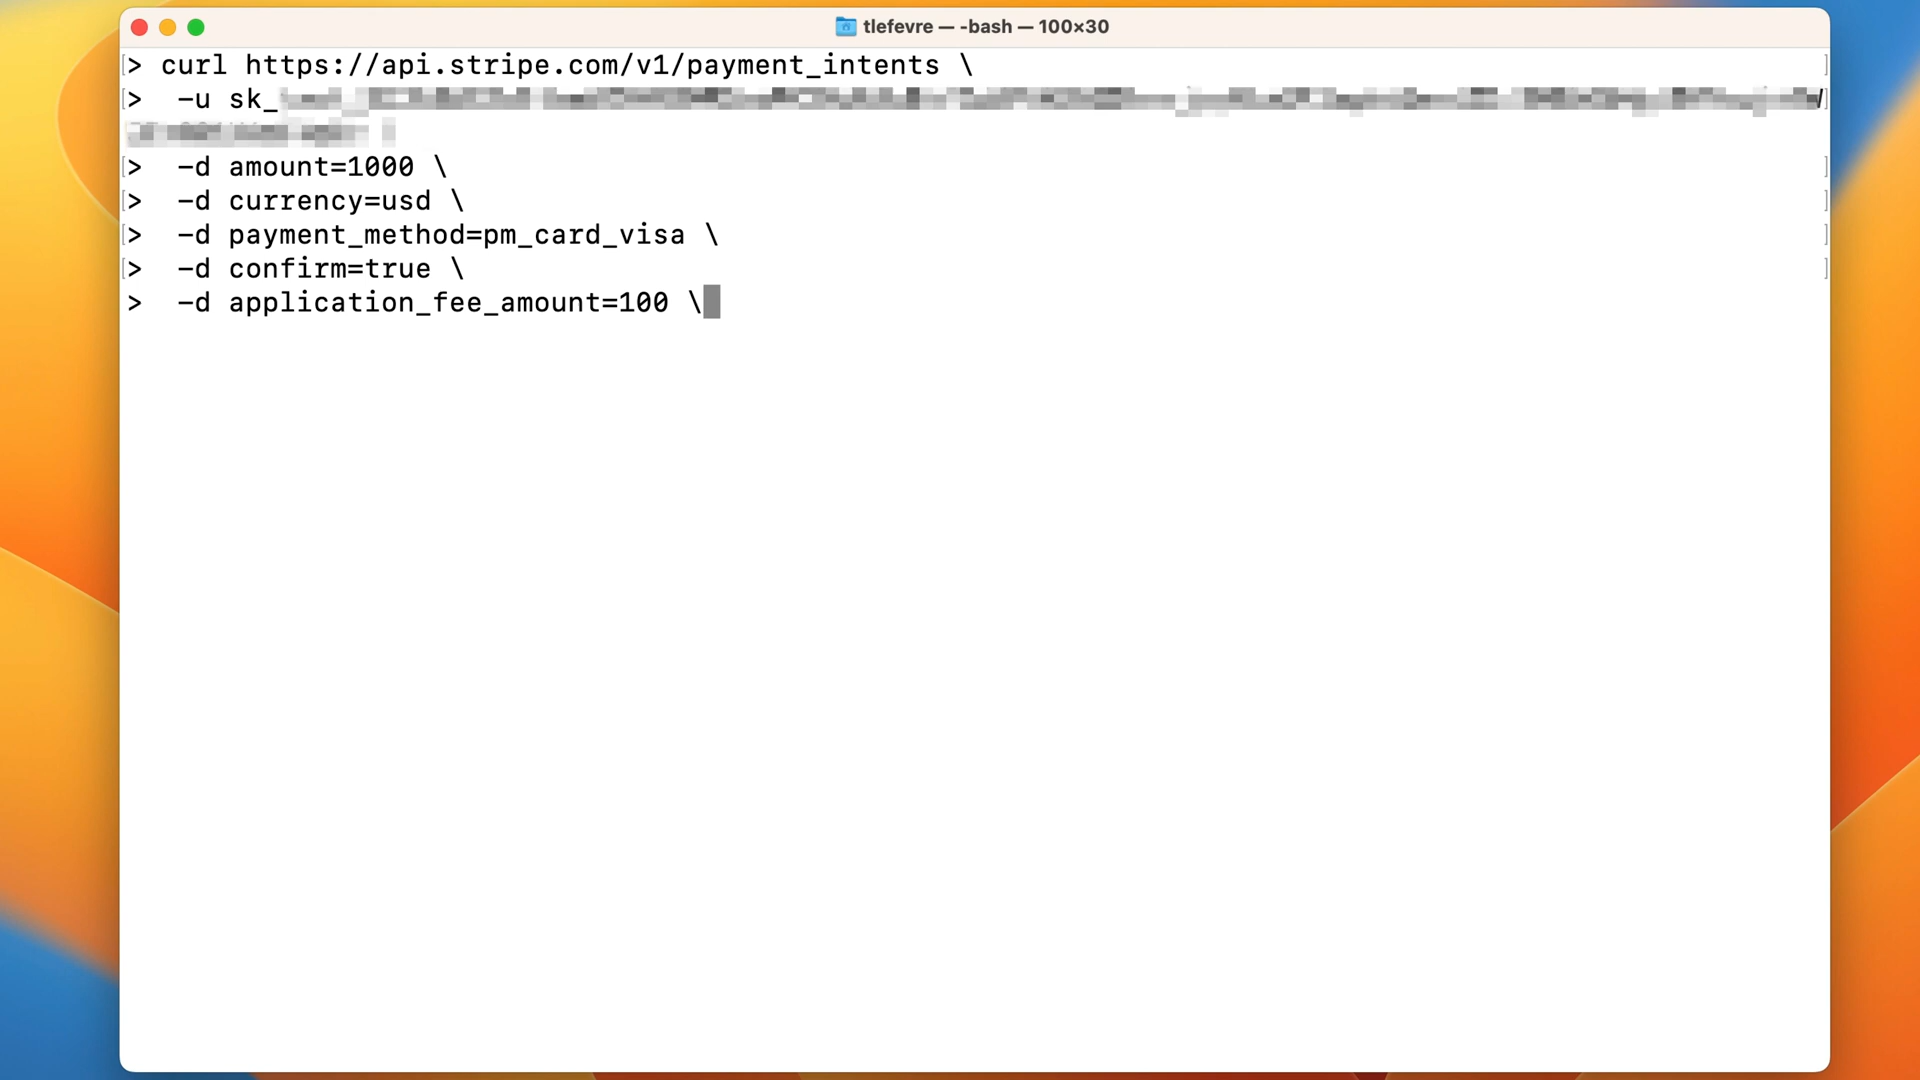 tlefevre — -bash — 100×30
[> curl https://api.stripe.com/v1/payment_intents \ ]
[>  -u sk_ /]
[>  -d amount=1000 \ ]
[>  -d currency=usd \ ]
[>  -d payment_method=pm_card_visa \ ]
[>  -d confirm=true \ ]
>  -d application_fee_amount=100 \